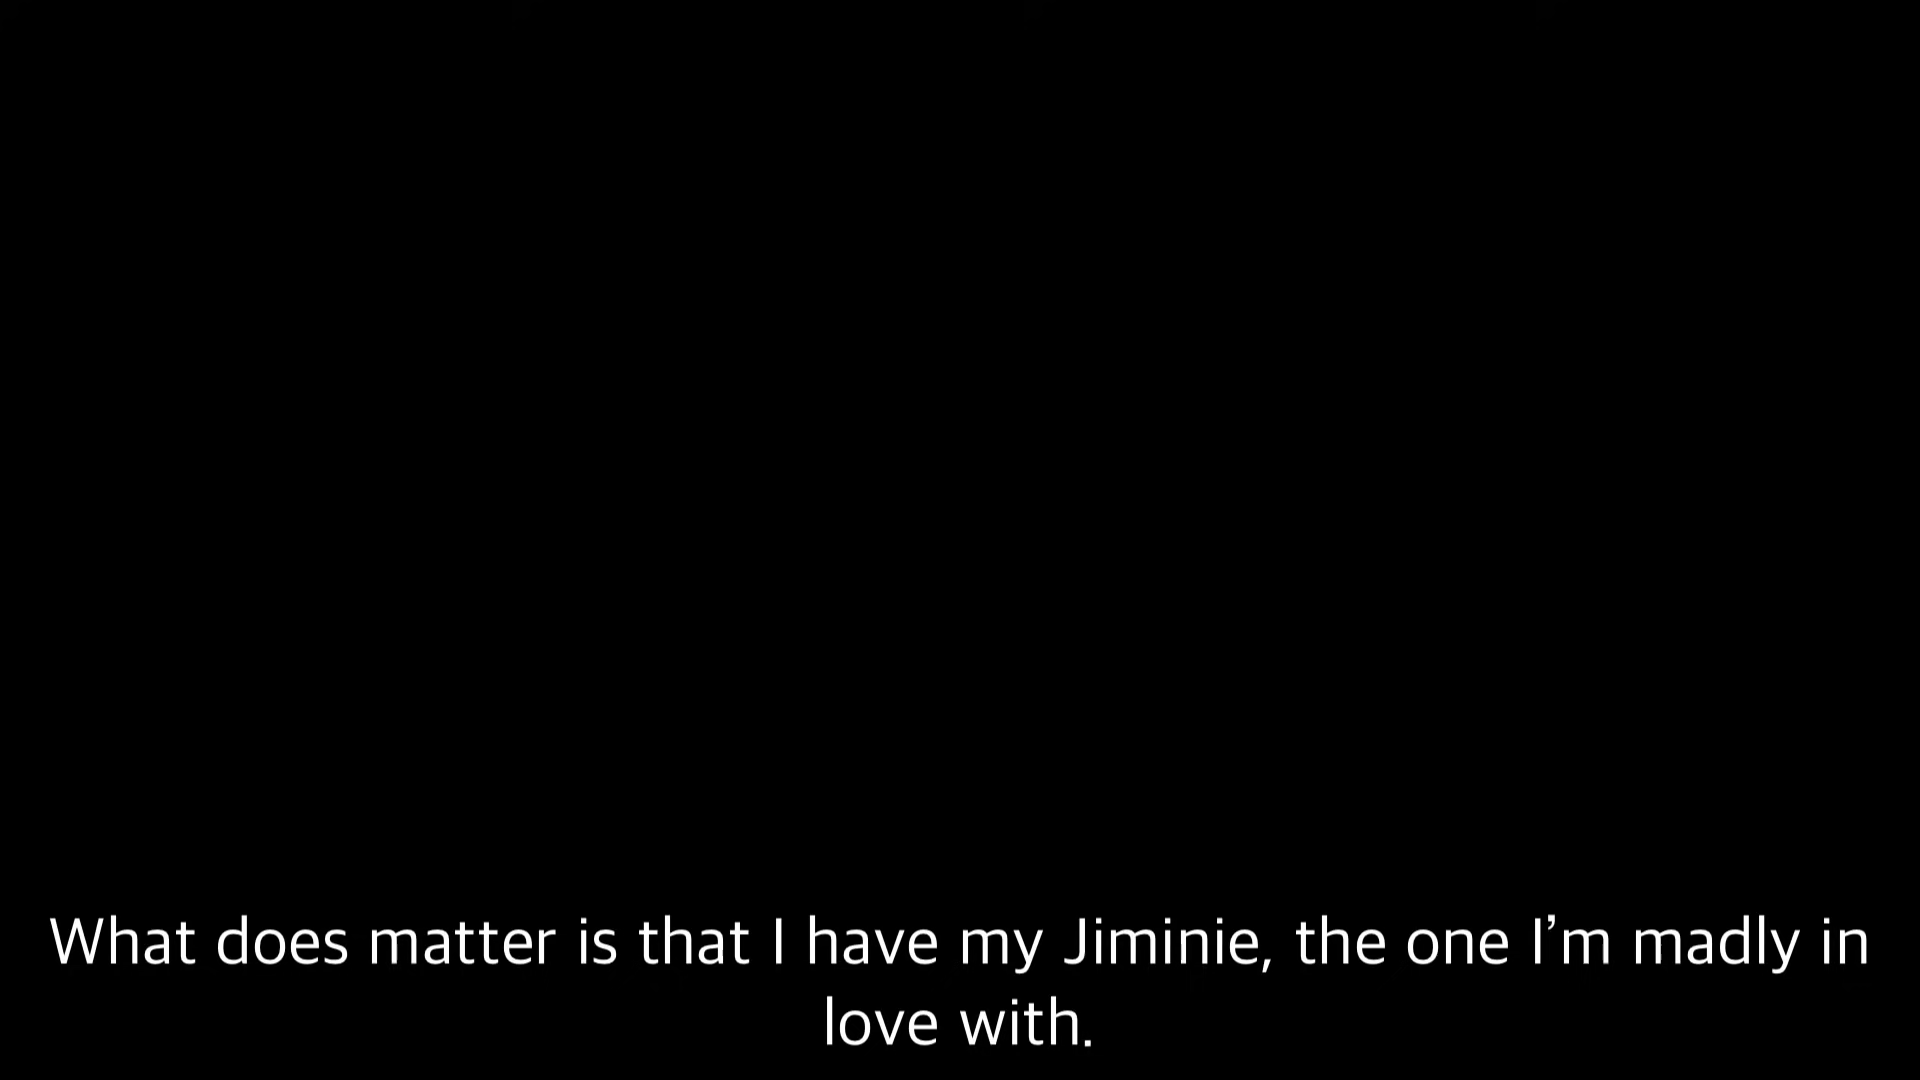 What does matter is that I have my Jiminie, the one I’m madly in
love with.